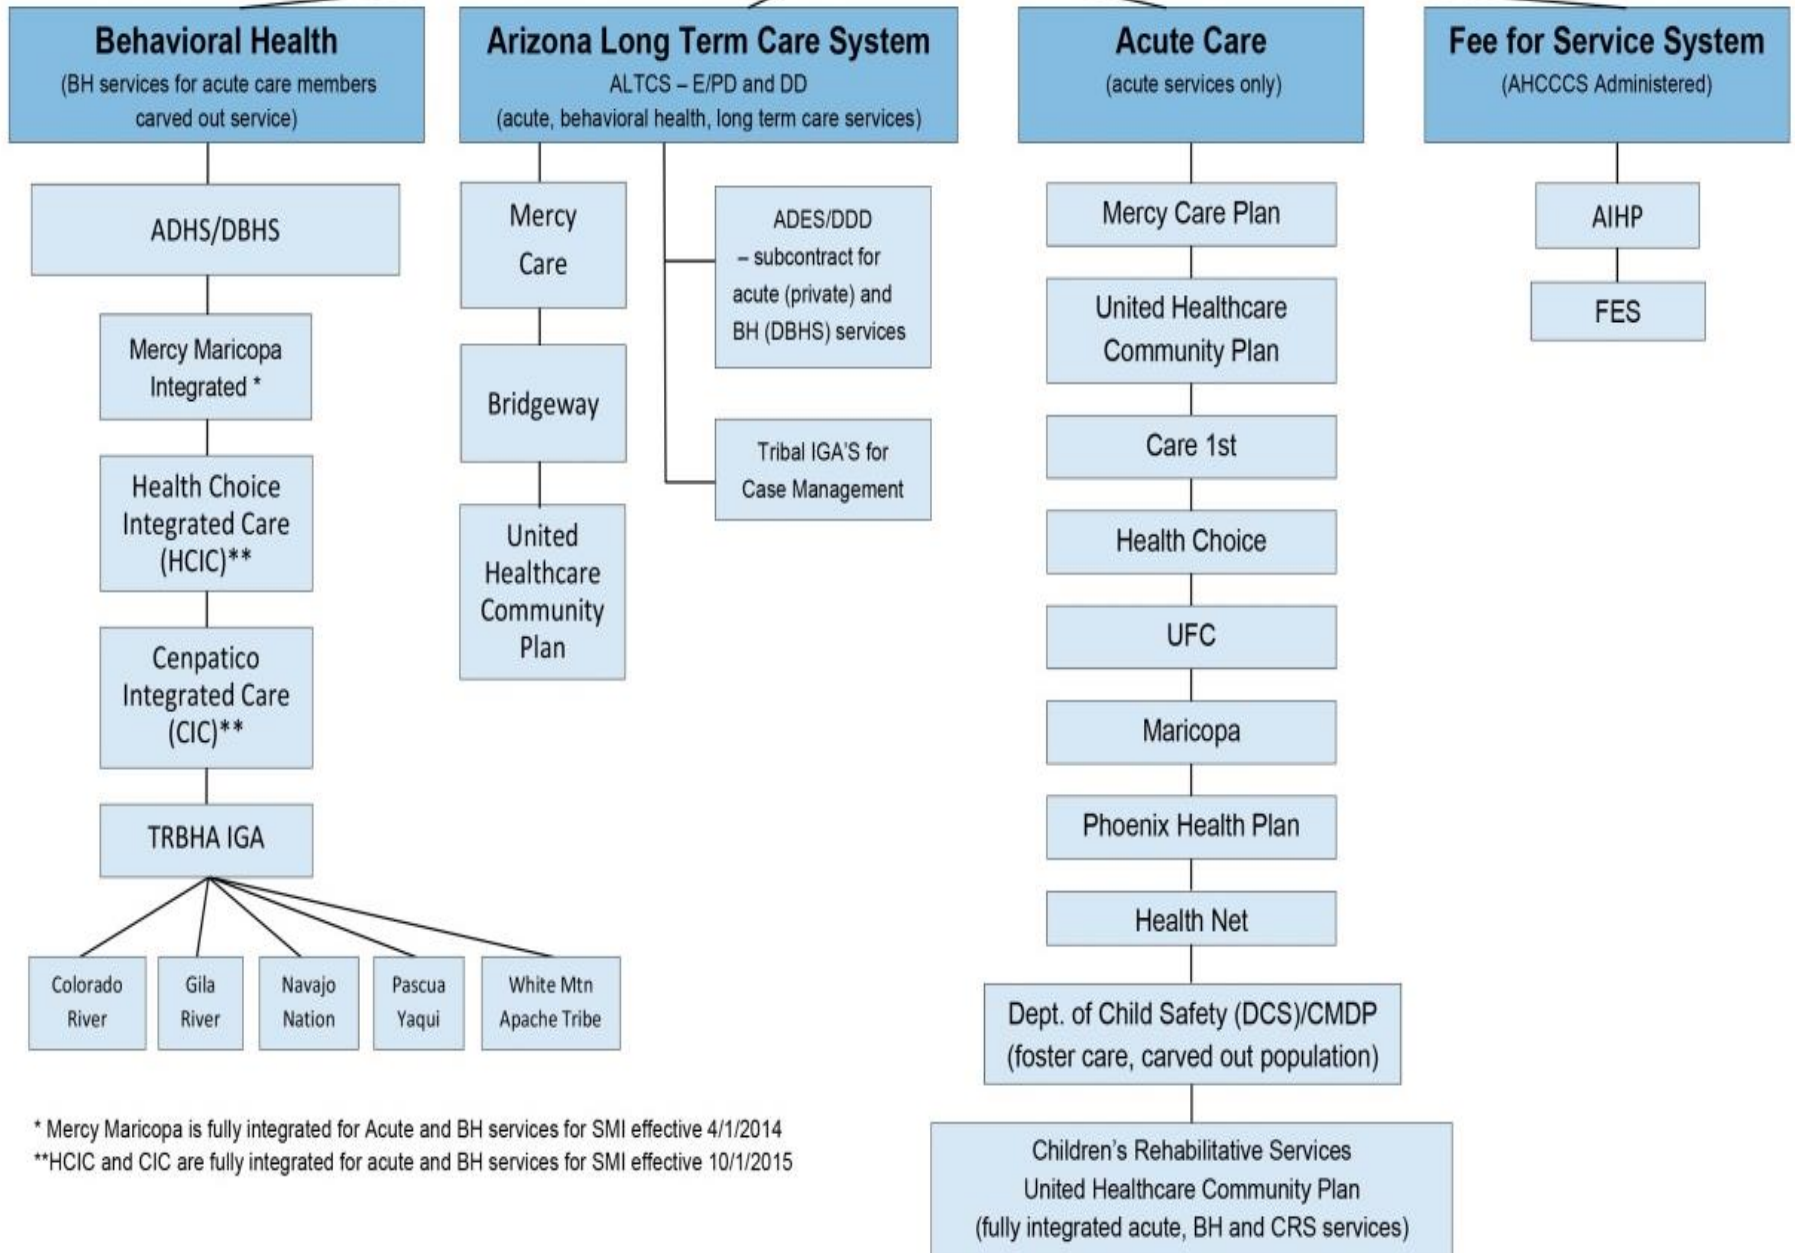 Behavioral Health
(BH services for acute care members
carved out service)
ADHS/DBHS
Mercy Maricopa
Integrated *
Health Choice
Integrated Care
(HCIC)**
Cenpatico
Integrated Care
(CIC)**
TRBHA IGA
Colorado
River
Gila
River
Navajo
Nation
Pascua
Yaqui
White Mtn
Apache Tribe
Arizona Long Term Care System
ALTCS – E/PD and DD
(acute, behavioral health, long term care services)
Mercy
Care
Bridgeway
United
Healthcare
Community
Plan
ADES/DDD
– subcontract for
acute (private) and
BH (DBHS) services
Tribal IGA'S for
Case Management
Acute Care
(acute services only)
Mercy Care Plan
United Healthcare
Community Plan
Care 1st
Health Choice
UFC
Maricopa
Phoenix Health Plan
Health Net
Dept. of Child Safety (DCS)/CMDP
(foster care, carved out population)
Children's Rehabilitative Services
United Healthcare Community Plan
(fully integrated acute, BH and CRS services)
Fee for Service System
(AHCCCS Administered)
AIHP
FES
* Mercy Maricopa is fully integrated for Acute and BH services for SMI effective 4/1/2014
**HCIC and CIC are fully integrated for acute and BH services for SMI effective 10/1/2015